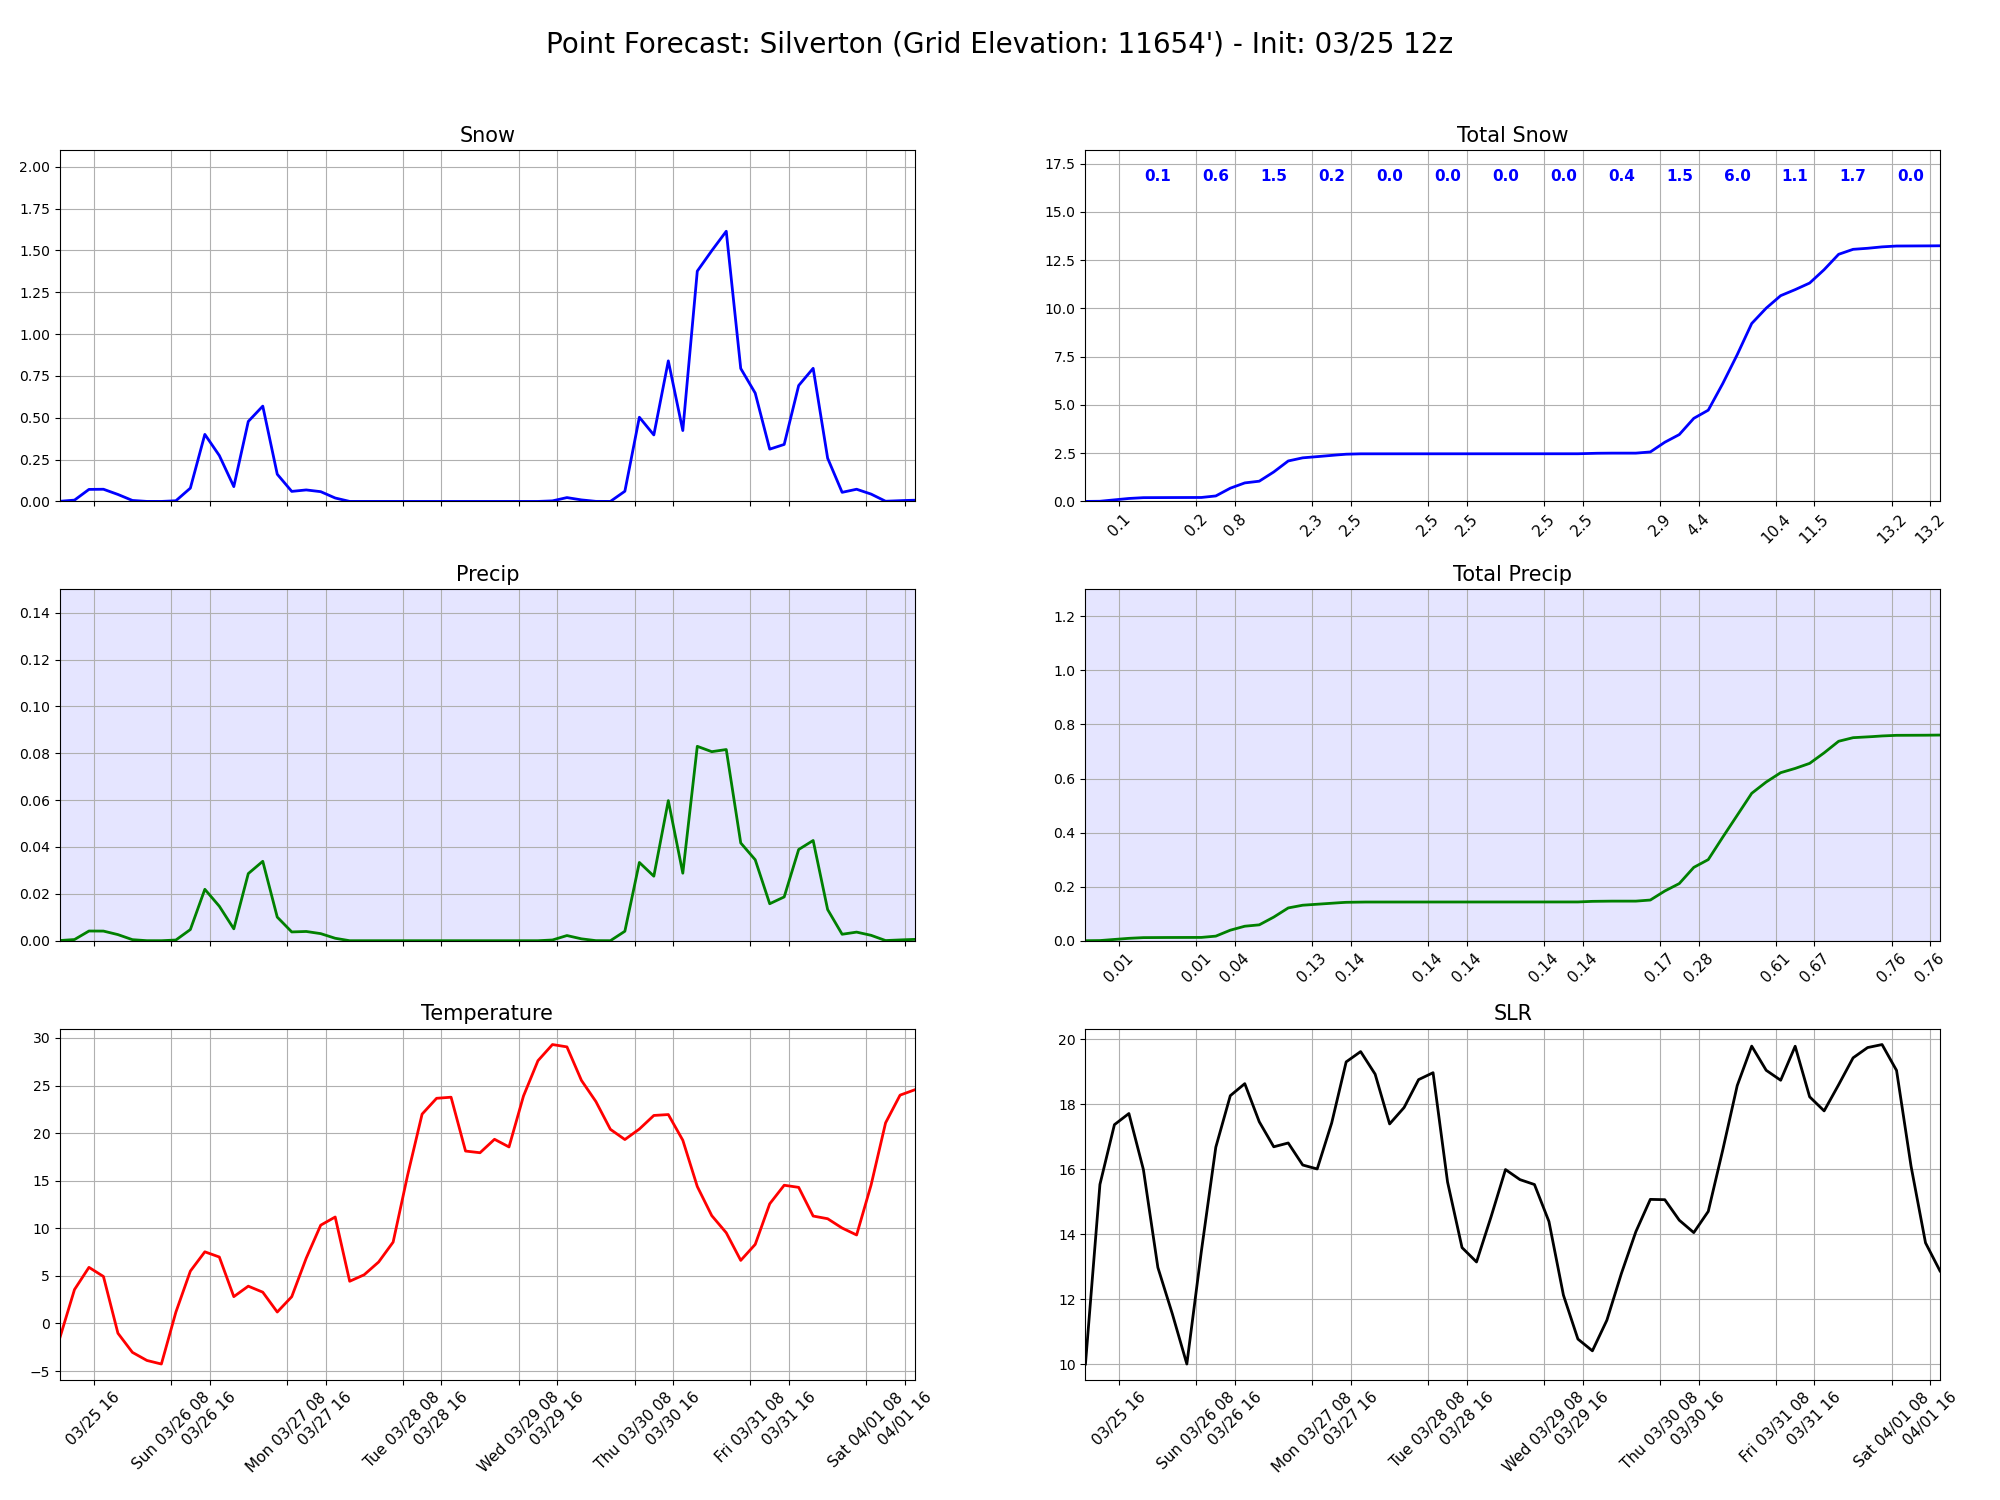 Point Forecast: Silverton (Grid Elevation: 11654') - Init: 03/25 12z
Snow
2.00
1.75
1.50
1.25
1.00
0.75
0.50
0.25
0.00
Total Snow
17.5
15.0
12.5
10.0
7.5
5.0
2.5
0.0
0.1 0.6 1.5 0.2 0.0 0.0 0.0 0.0 0.4 1.5 6.0 1.1 1.7 0.0
0.1 0.2 0.8 2.3 2.5 2.5 2.5 2.5 2.5 2.9 4.4 10.4 11.5 13.2 13.2
Precip
0.14
0.12
0.10
0.08
0.06
0.04
0.02
0.00
Total Precip
1.2
1.0
0.8
0.6
0.4
0.2
0.0
0.01 0.01 0.04 0.13 0.14 0.14 0.14 0.14 0.14 0.17 0.28 0.61 0.67 0.76 0.76
Temperature
30
25
20
15
10
5
0
−5
03/25 16
Sun 03/26 08
03/26 16
Mon 03/27 08
03/27 16
Tue 03/28 08
03/28 16
Wed 03/29 08
03/29 16
Thu 03/30 08
03/30 16
Fri 03/31 08
03/31 16
Sat 04/01 08
04/01 16
SLR
20
18
16
14
12
10
03/25 16
Sun 03/26 08
03/26 16
Mon 03/27 08
03/27 16
Tue 03/28 08
03/28 16
Wed 03/29 08
03/29 16
Thu 03/30 08
03/30 16
Fri 03/31 08
03/31 16
Sat 04/01 08
04/01 16